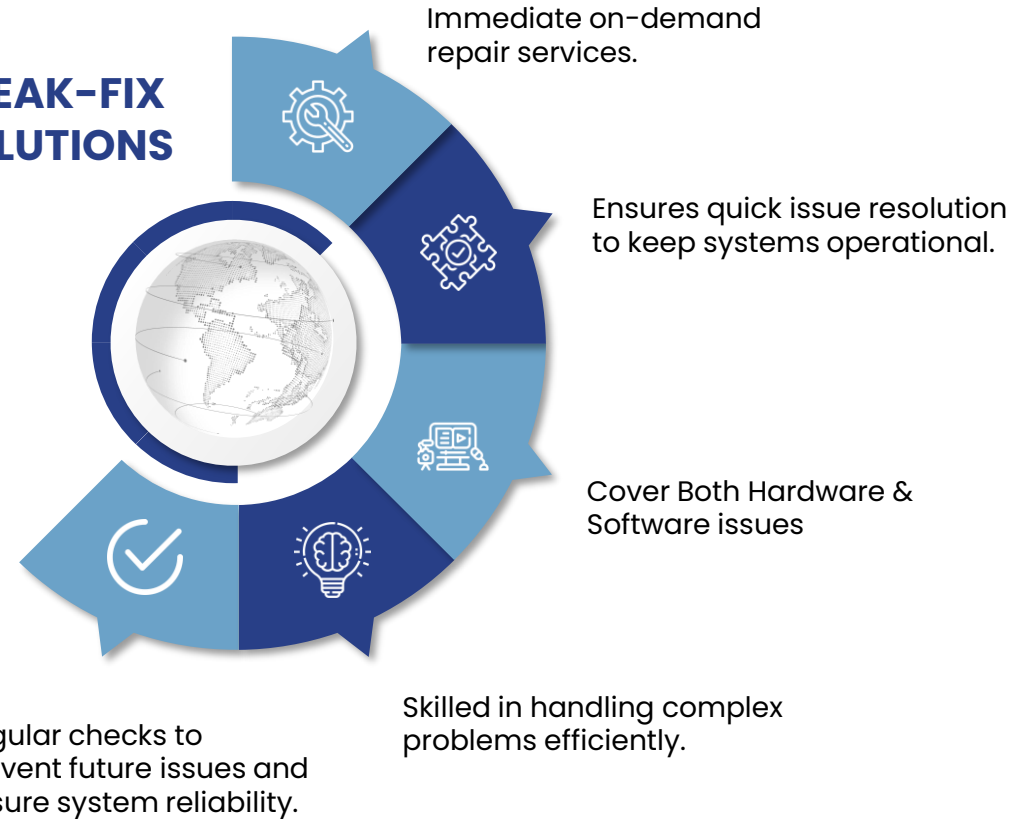 EAK-FIX
LUTIONS
Immediate on-demand
repair services.
Ensures quick issue resolution
to keep systems operational.
Cover Both Hardware &
Software issues
Skilled in handling complex
problems efficiently.
gular checks to
vent future issues and
sure system reliability.